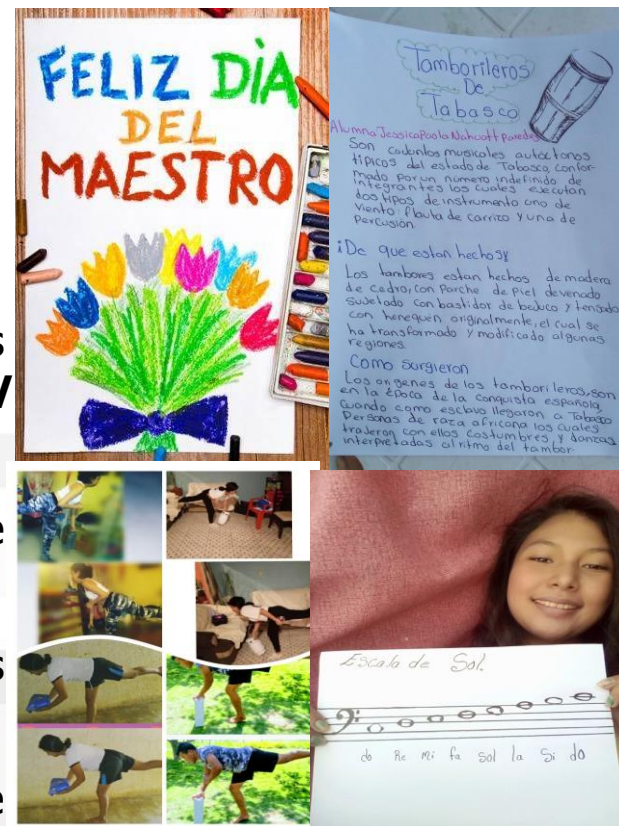 FELIZ DÌA
DEL
MAESTRO
Tamborileros
De
Tabasco
Alumna Jessica Paola Nahuatt Paredes
Son conjuntos musicales autóctonos
típicos del estado de Tabasco, confor-
mado por un número indefinido de
integrantes los cuales ejecutan
dos tipos de instrumento uno de
viento: flauta de carrizo y una de
percusión.
¿De que estan hechos?
Los tambores estan hechos de madera
de cedro, con parche de piel de venado
sujetado con bastidor de bejuco y tensado
con henequen originalmente, el cual se
ha transformado y modificado algunas
regiones.
Como surgieron
Los origenes de los tamborileros, son
en la época de la conquista española,
cuando como esclavo llegaron a Tabasco
Personas de raza africana los cuales
trajeron con ellos costumbres y danzas
interpretadas al ritmo del tambor.
s
V
e
s
e
Escala de Sol.
do Re Mi fa Sol la Si do